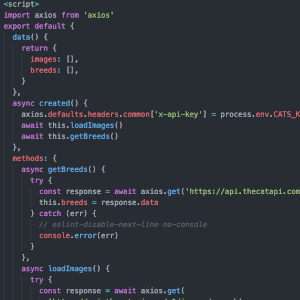 <script>
import axios from 'axios'
export default {
data() {
return {
images: [],
breeds: [],
}
},
async created() {
axios.defaults.headers.common['x-api-key'] = process.env.CATS_K
await this.loadImages()
await this.getBreeds()
},
methods: {
async getBreeds() {
try {
const response = await axios.get('https://api.thecatapi.com
this.breeds = response.data
} catch (err) {
// eslint-disable-next-line no-console
console.error(err)
}
},
async loadImages() {
try {
const response = await axios.get(